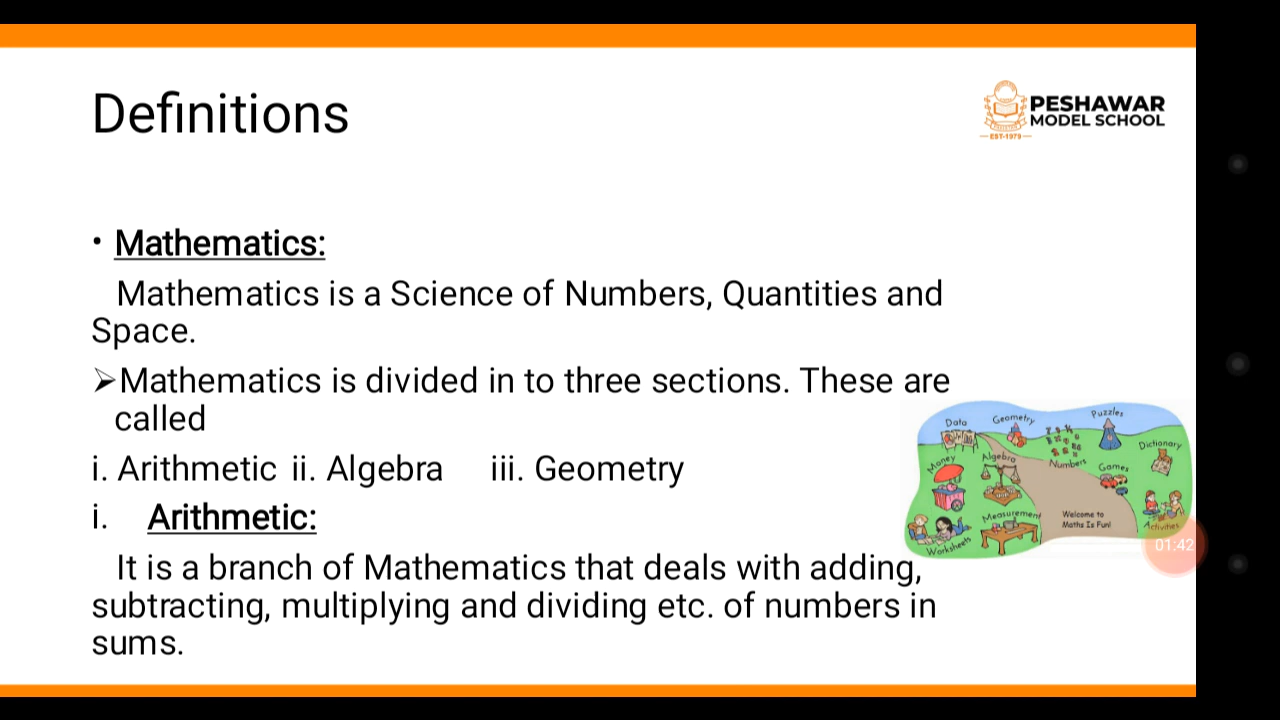 Definitions
PESHAWAR
MODEL SCHOOL
EST-1979
• Mathematics:
Mathematics is a Science of Numbers, Quantities and
Space.
➢Mathematics is divided in to three sections. These are
called
i. Arithmetic ii. Algebra iii. Geometry
i. Arithmetic:
It is a branch of Mathematics that deals with adding,
subtracting, multiplying and dividing etc. of numbers in
sums.
Data
Geometry
Puzzles
Dictionary
Money
Algebra
Numbers
Games
Measurement
Welcome to
Maths Is Fun!
Activities
Worksheets
01:42